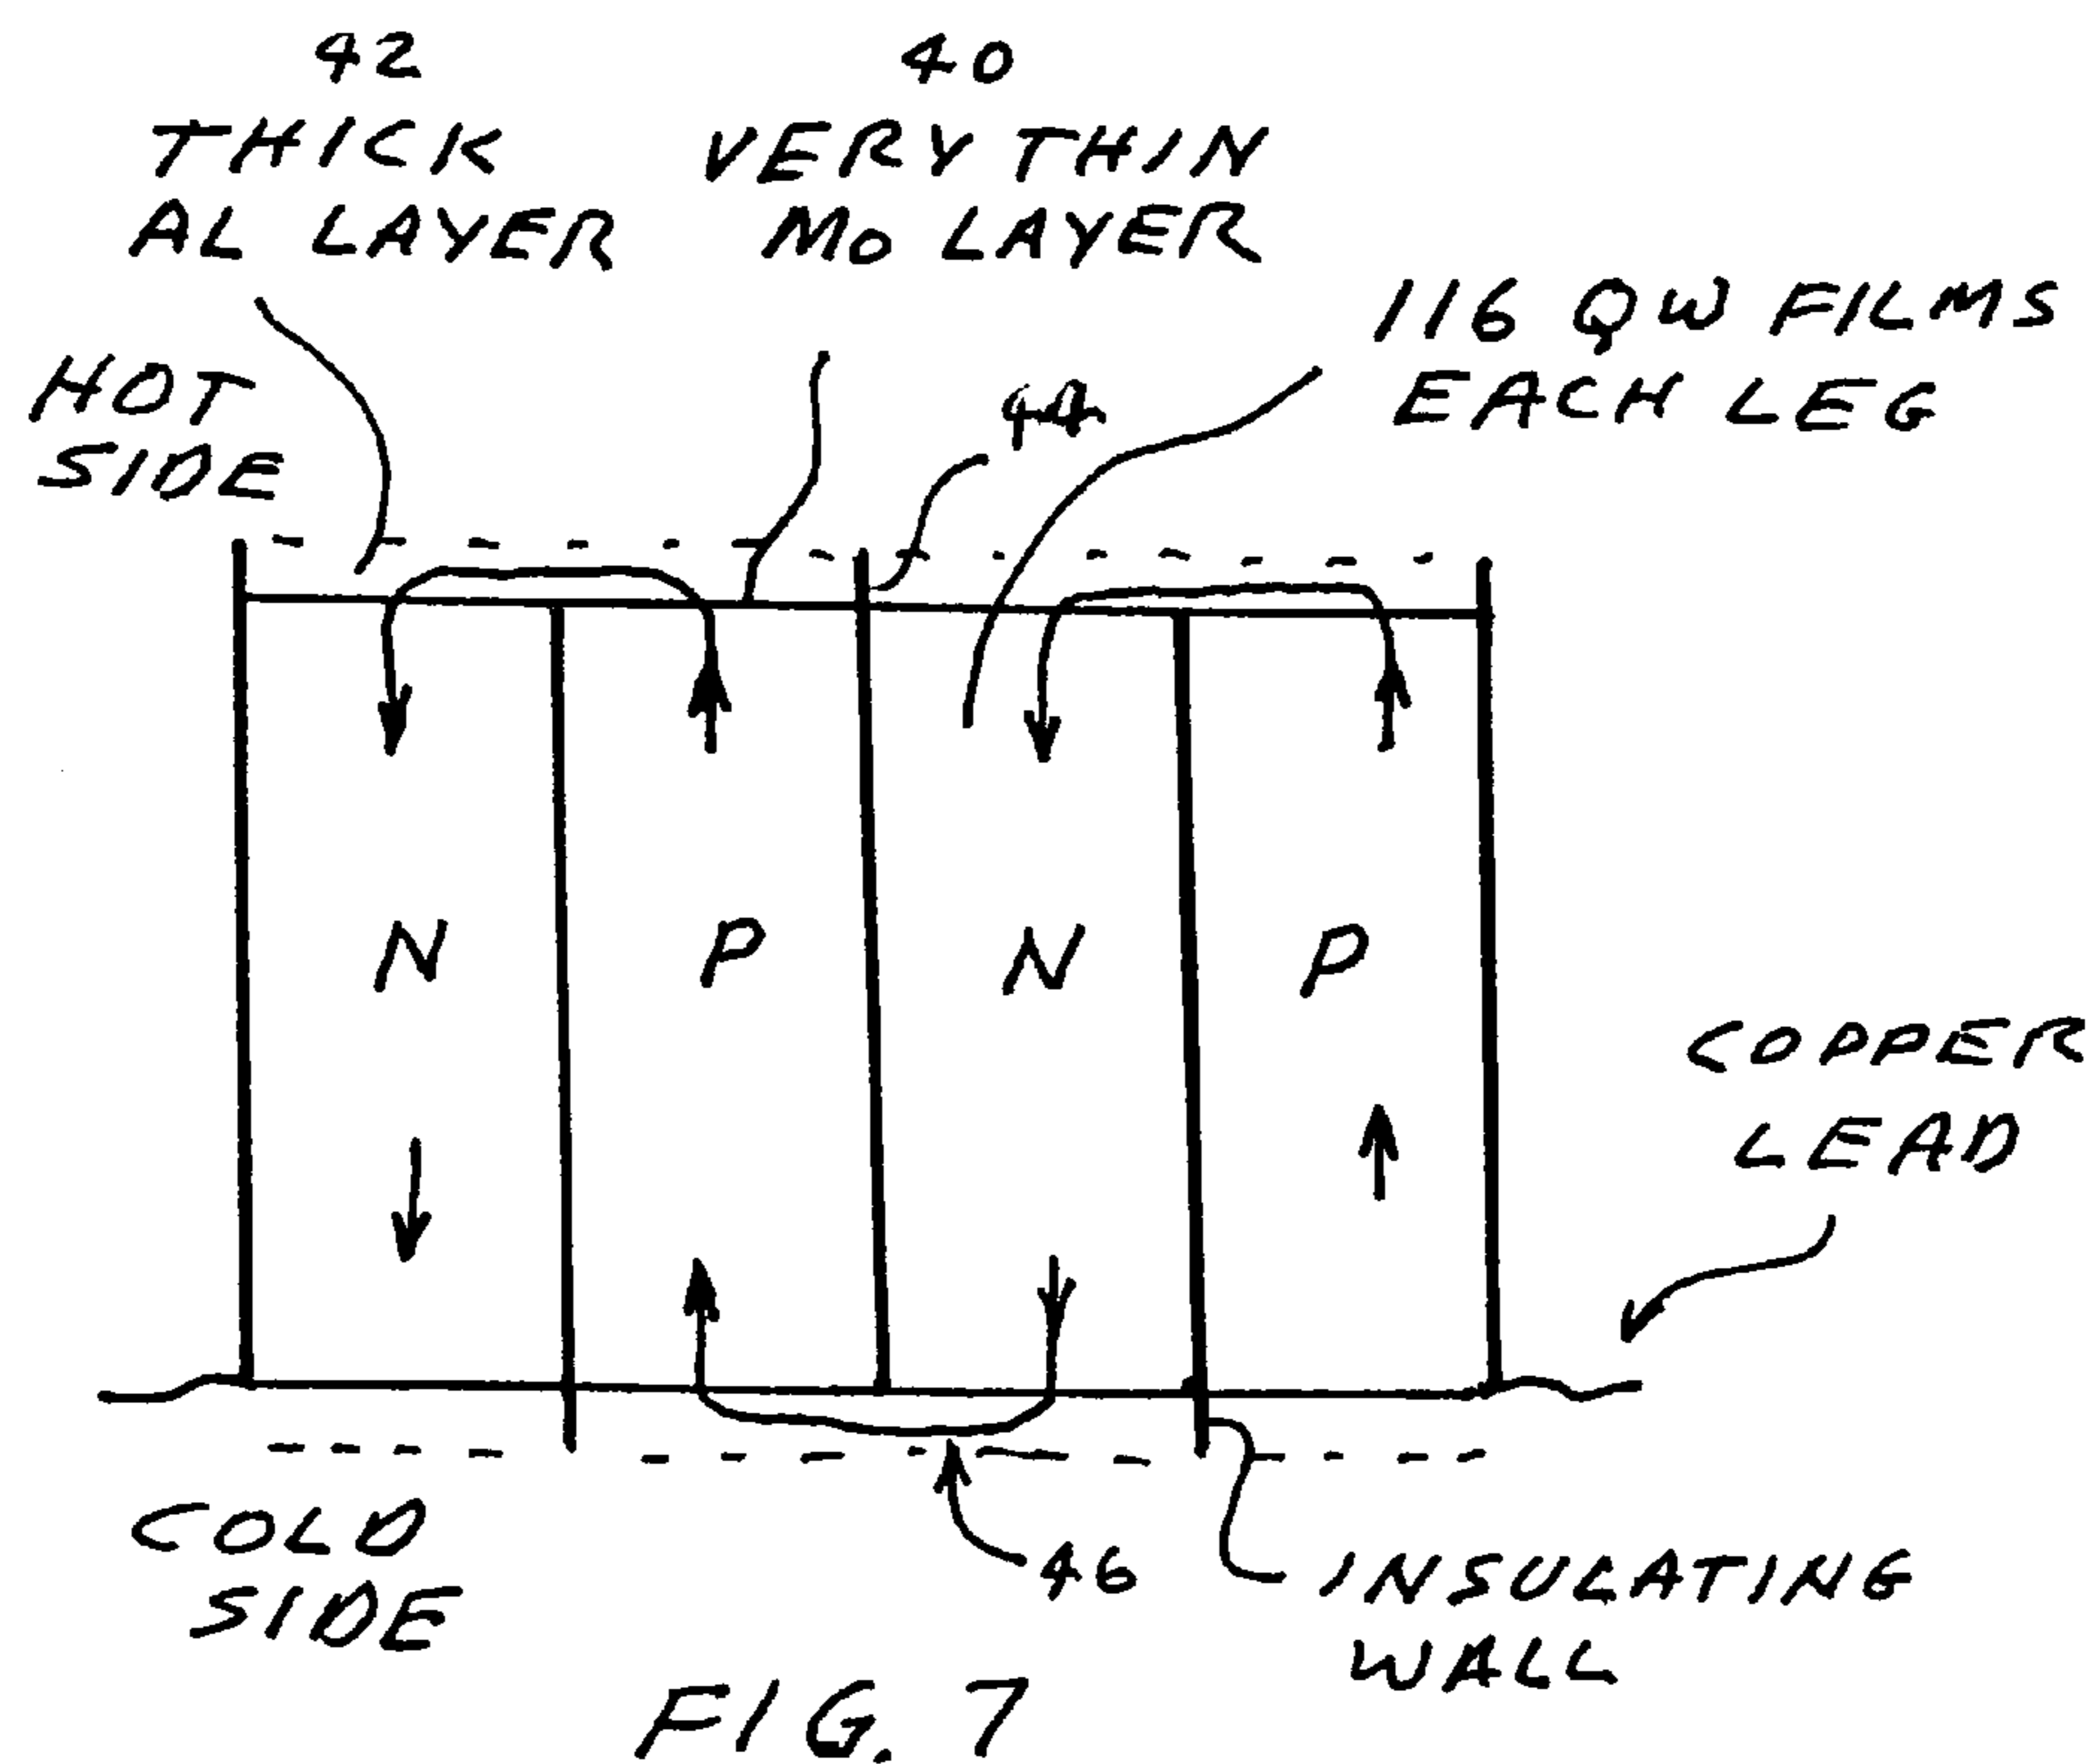 42
THICK
AL LAYER
40
VERY THIN
MO LAYER
116 QW FILMS
EACH LEG
HOT
SIDE
44
N
P
N
P
COPPER
LEAD
COLD
SIDE
46
INSULATING
WALL
FIG. 7